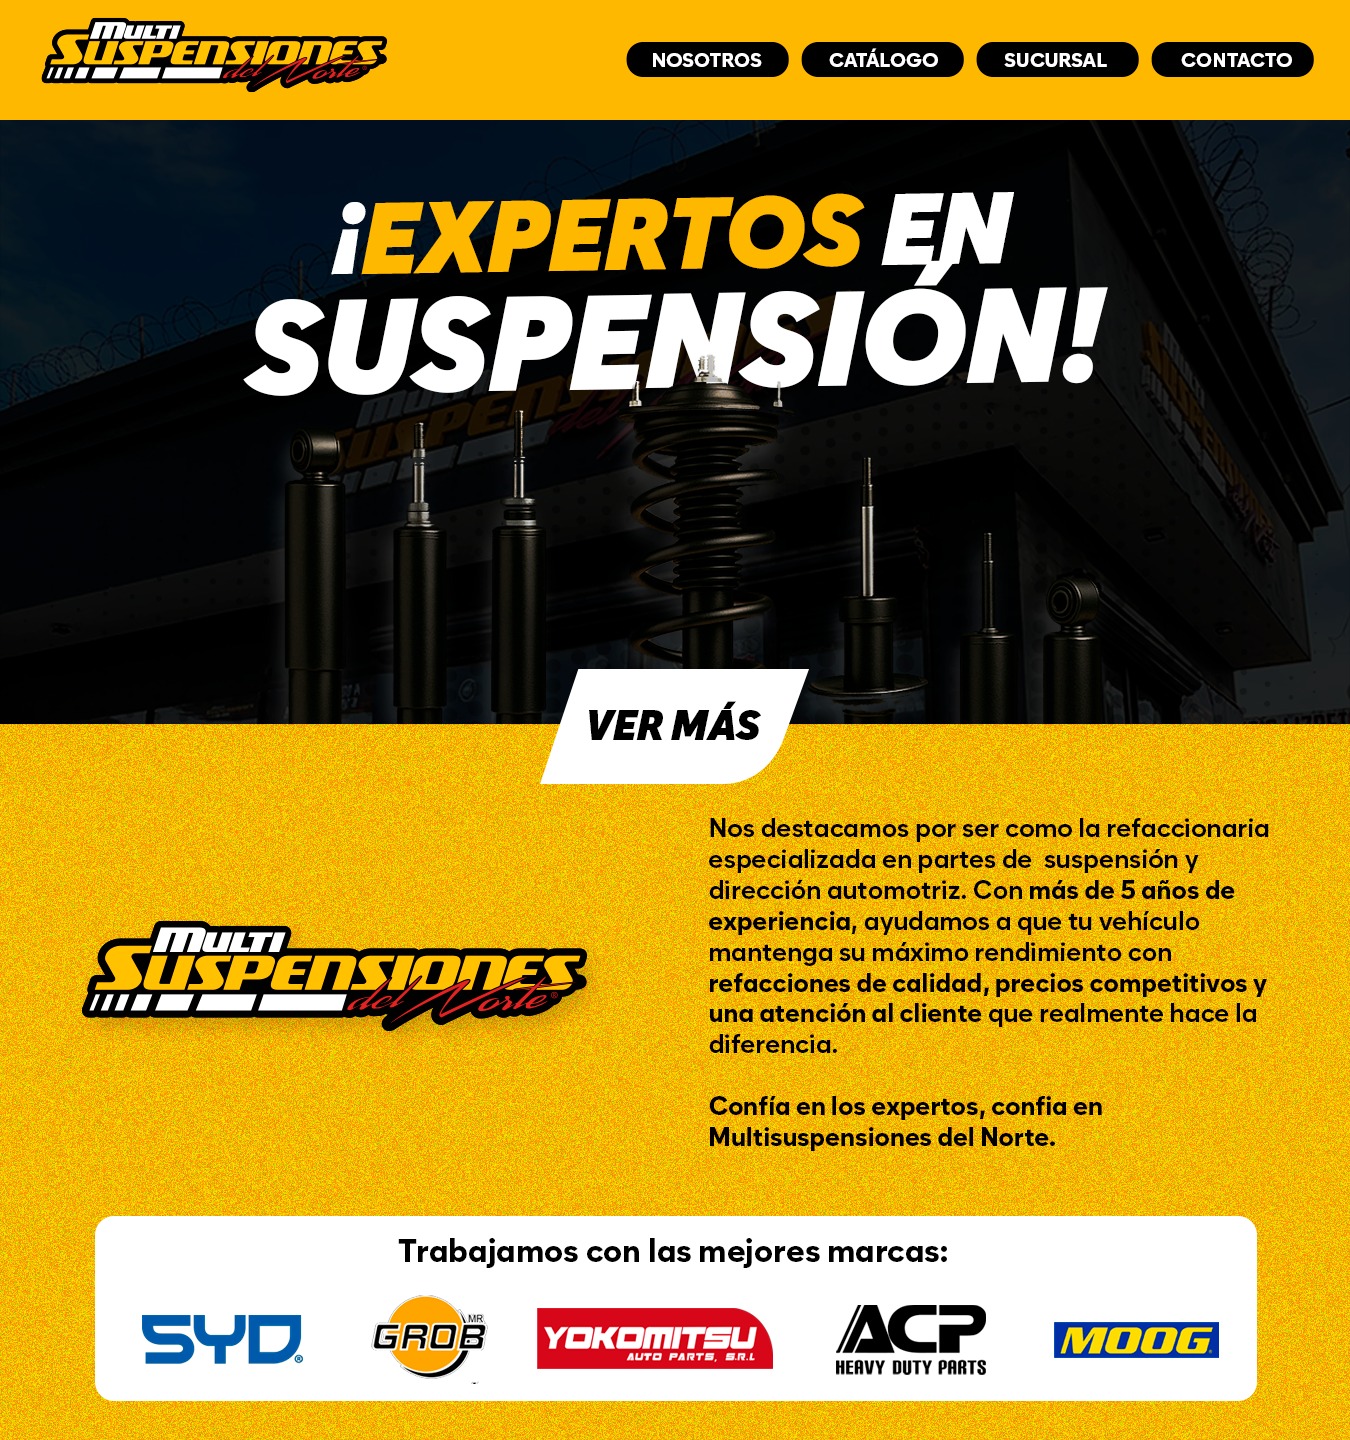 MULTI
SUSPENSIONES
del Norte
NOSOTROS
CATÁLOGO
SUCURSAL
CONTACTO
¡EXPERTOS EN
SUSPENSIÓN!
VER MÁS
Nos destacamos por ser como la refaccionaria
especializada en partes de  suspensión y
dirección automotriz. Con más de 5 años de
experiencia, ayudamos a que tu vehículo
mantenga su máximo rendimiento con
refacciones de calidad, precios competitivos y
una atención al cliente que realmente hace la
diferencia.
Confía en los expertos, confia en
Multisuspensiones del Norte.
MULTI
SUSPENSIONES
del Norte®
Trabajamos con las mejores marcas:
SYD®
GROB MR
YOKOMITSU
AUTO PARTS, S.R.L
ACP
HEAVY DUTY PARTS
MOOG